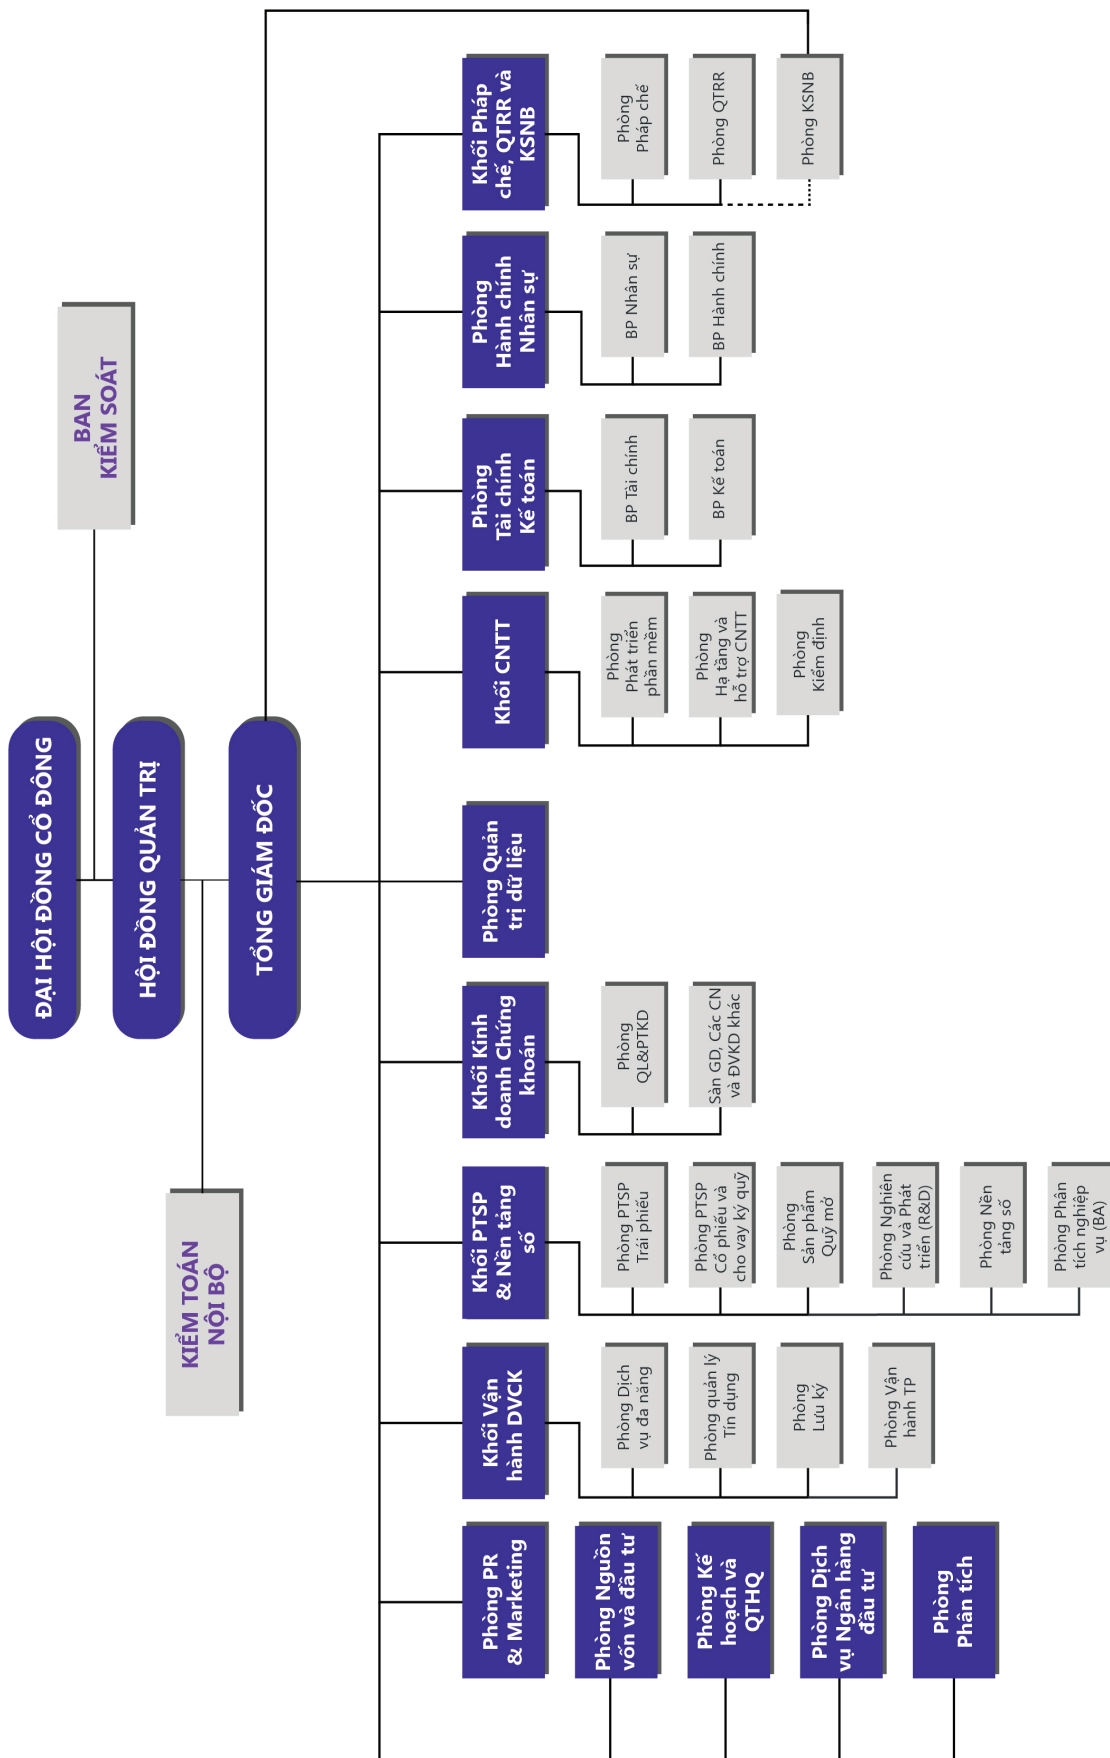 ĐẠI HỘI ĐỒNG CỔ ĐÔNG
BAN
KIỂM SOÁT
HỘI ĐỒNG QUẢN TRỊ
KIỂM TOÁN
NỘI BỘ
TỔNG GIÁM ĐỐC
Phòng PR
& Marketing
Phòng Nguồn
vốn và đầu tư
Phòng Kế
hoạch và
QTHQ
Phòng Dịch
vụ Ngân hàng
đầu tư
Phòng
Phân tích
Khối Vận
hành DVCK
Phòng Dịch
vụ đa năng
Phòng quản lý
Tín dụng
Phòng
Lưu ký
Phòng Vận
hành TP
Khối PTSP
& Nền tảng
số
Phòng PTSP
Trái phiếu
Phòng PTSP
Cổ phiếu và
cho vay ký quỹ
Phòng
Sản phẩm
Quỹ mở
Phòng Nghiên
cứu và Phát
triển (R&D)
Phòng Nền
tảng số
Phòng Phân
tích nghiệp
vụ (BA)
Khối Kinh
doanh Chứng
khoán
Phòng
QL&PTKD
Sàn GD, Các CN
và ĐVKD khác
Phòng Quản
trị dữ liệu
Khối CNTT
Phòng
Phát triển
phần mềm
Phòng
Hạ tầng và
hỗ trợ CNTT
Phòng
Kiểm định
Phòng
Tài chính
Kế toán
BP Tài chính
BP Kế toán
Phòng
Hành chính
Nhân sự
BP Nhân sự
BP Hành chính
Khối Pháp
chế, QTRR và
KSNB
Phòng
Pháp chế
Phòng QTRR
Phòng KSNB